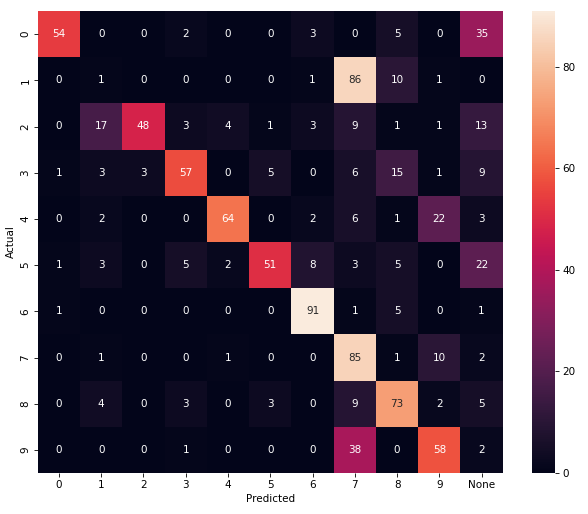 0 54 0 0 2 0 0 3 0 5 0 35
1 0 1 0 0 0 0 1 86 10 1 0
2 0 17 48 3 4 1 3 9 1 1 13
3 1 3 3 57 0 5 0 6 15 1 9
4 0 2 0 0 64 0 2 6 1 22 3
5 1 3 0 5 2 51 8 3 5 0 22
6 1 0 0 0 0 0 91 1 5 0 1
7 0 1 0 0 1 0 0 85 1 10 2
8 0 4 0 3 0 3 0 9 73 2 5
9 0 0 0 1 0 0 0 38 0 58 2
0 1 2 3 4 5 6 7 8 9 None
Predicted
Actual
80
60
40
20
0